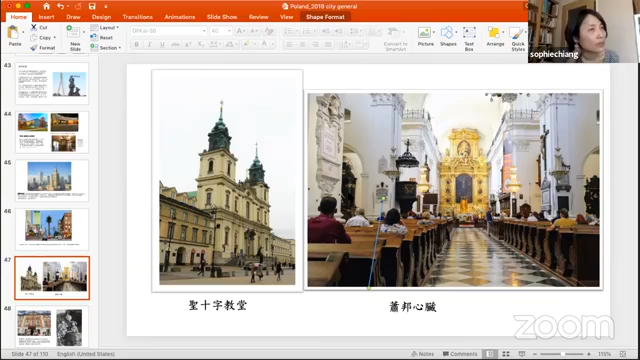 Poland_2019 city general
Home
Insert
Draw
Design
Transitions
Animations
Slide Show
Review
View
Shape Format
Paste
Cut
Copy
Format
New Slide
Layout
Reset
Section
Convert to SmartArt
Picture
Shapes
Text Box
Arrange
Quick Styles
sophiechiang
43
44
45
46
47
48
聖十字教堂
蕭邦心臟
zoom
Slide 47 of 110
English (United States)
Notes
Comments
115%